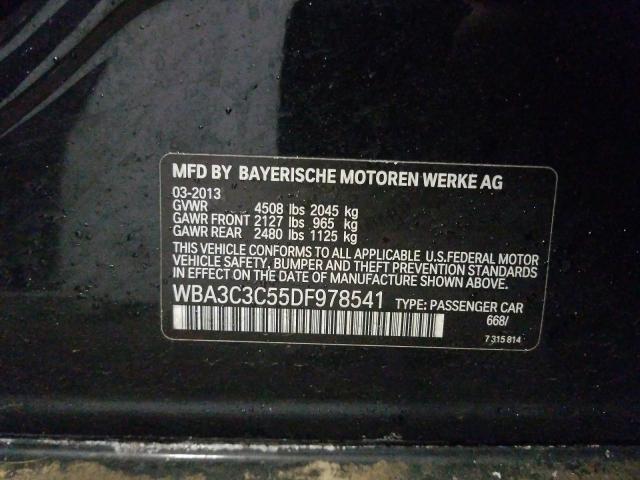 MFD BY BAYERISCHE MOTOREN WERKE AG
03-2013
GVWR 4508 lbs 2045 kg
GAWR FRONT 2127 lbs 965 kg
GAWR REAR 2480 lbs 1125 kg
THIS VEHICLE CONFORMS TO ALL APPLICABLE U.S.FEDERAL MOTOR
VEHICLE SAFETY, BUMPER AND THEFT PREVENTION STANDARDS
IN EFFECT ON THE DATE OF MANUFACTURE SHOWN ABOVE.
WBA3C3C55DF978541 TYPE: PASSENGER CAR
668/
7 315 814